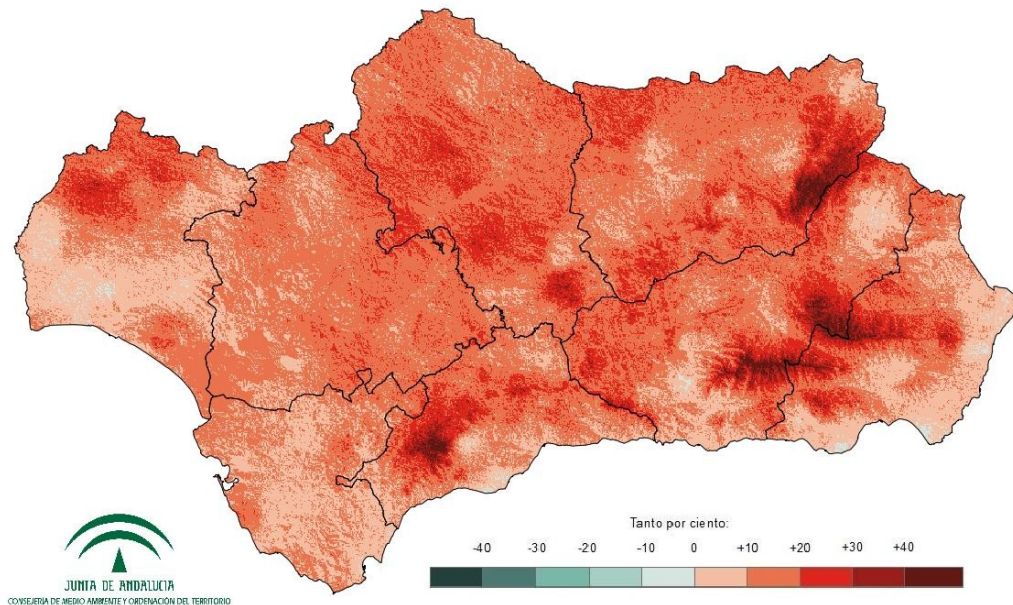 Tanto por ciento:
-40 -30 -20 -10 0 +10 +20 +30 +40
JUNTA DE ANDALUCIA
CONSEJERÍA DE MEDIO AMBIENTE Y ORDENACIÓN DEL TERRITORIO